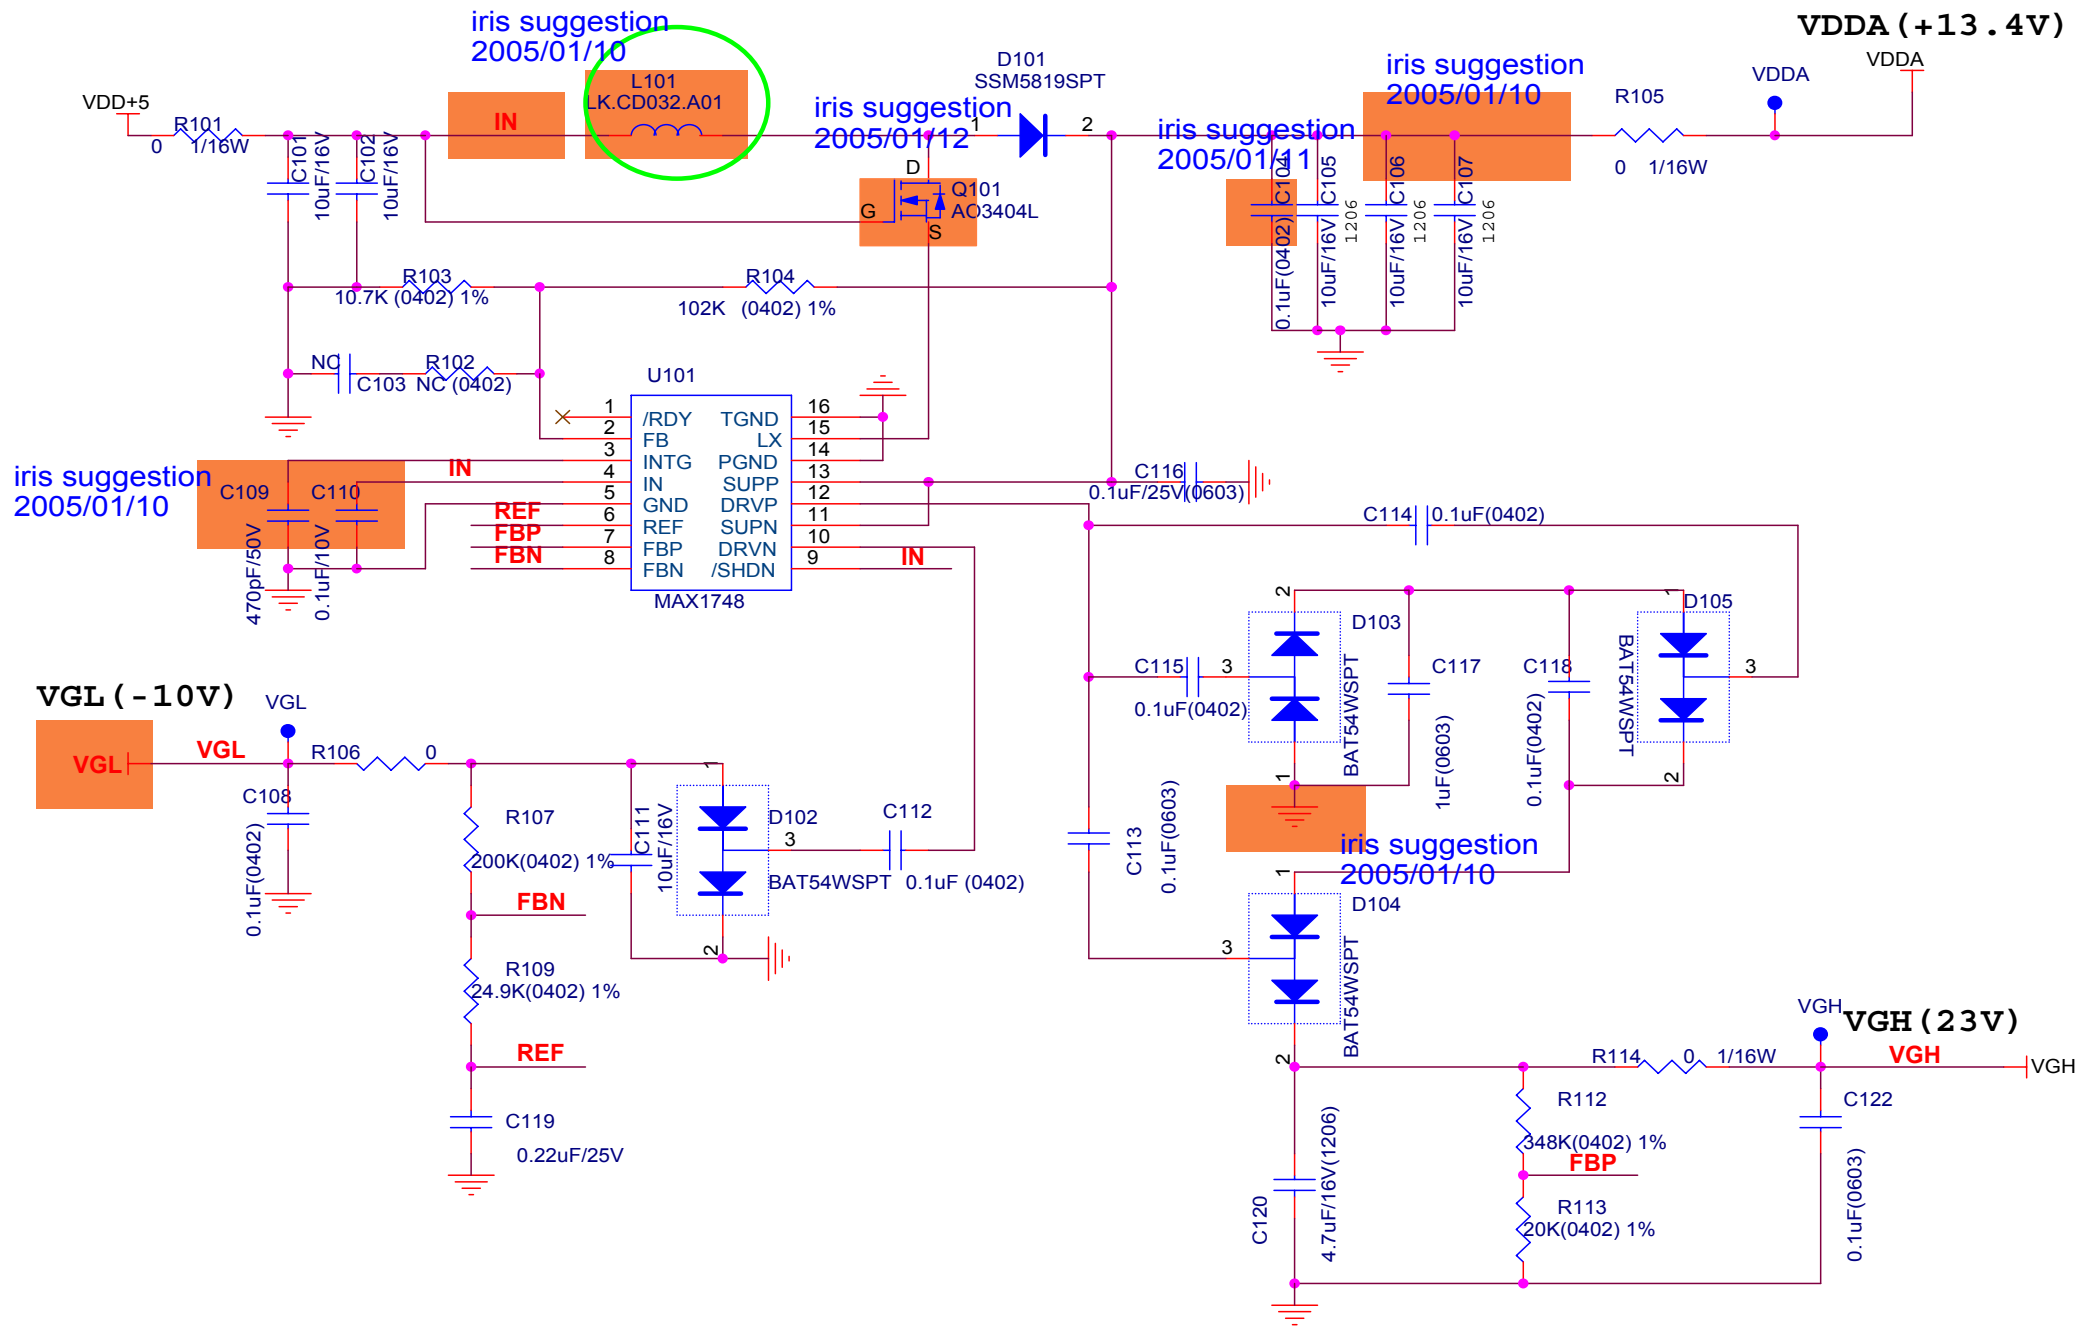 iris suggestion
2005/01/10
VDDA(+13.4V)
L101
LK.CD032.A01
D101
SSM5819SPT
iris suggestion
2005/01/10
VDDA
VDDA
VDD+5
R101
0 1/16W
IN
iris suggestion
2005/01/12
1
2
iris suggestion
2005/01/11
R105
0 1/16W
C101
10uF/16V
C102
10uF/16V
D
G
S
Q101
AO3404L
C104
0.1uF(0402)
C105
10uF/16V
1206
C106
10uF/16V
1206
C107
10uF/16V
1206
R103
10.7K (0402) 1%
R104
102K (0402) 1%
NC
C103
R102
NC (0402)
U101
1
2
3
4
5
6
7
8
/RDY
FB
INTG
IN
GND
REF
FBP
FBN
TGND
LX
PGND
SUPP
DRVP
SUPN
DRVN
/SHDN
16
15
14
13
12
11
10
9
MAX1748
iris suggestion
2005/01/10
C109
470pF/50V
C110
0.1uF/10V
IN
REF
FBP
FBN
IN
C116
0.1uF/25V(0603)
C114
0.1uF(0402)
2
D103
BAT54WSPT
3
1
C115
0.1uF(0402)
C117
1uF(0603)
C118
0.1uF(0402)
1
D105
BAT54WSPT
3
2
VGL(-10V)
VGL
VGL
VGL
R106
0
C108
0.1uF(0402)
R107
200K(0402) 1%
C111
10uF/16V
1
D102
3
BAT54WSPT
2
C112
0.1uF (0402)
FBN
R109
24.9K(0402) 1%
REF
C119
0.22uF/25V
C113
0.1uF(0603)
iris suggestion
2005/01/10
1
D104
3
BAT54WSPT
2
VGH
VGH(23V)
R114
0 1/16W
VGH
VGH
R112
348K(0402) 1%
FBP
R113
20K(0402) 1%
C120
4.7uF/16V(1206)
C122
0.1uF(0603)